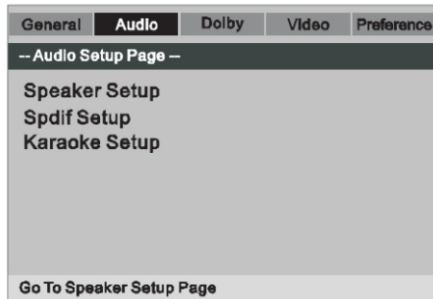 General Audio Dolby Video Preference
-- Audio Setup Page --
Speaker Setup
Spdif Setup
Karaoke Setup
Go To Speaker Setup Page